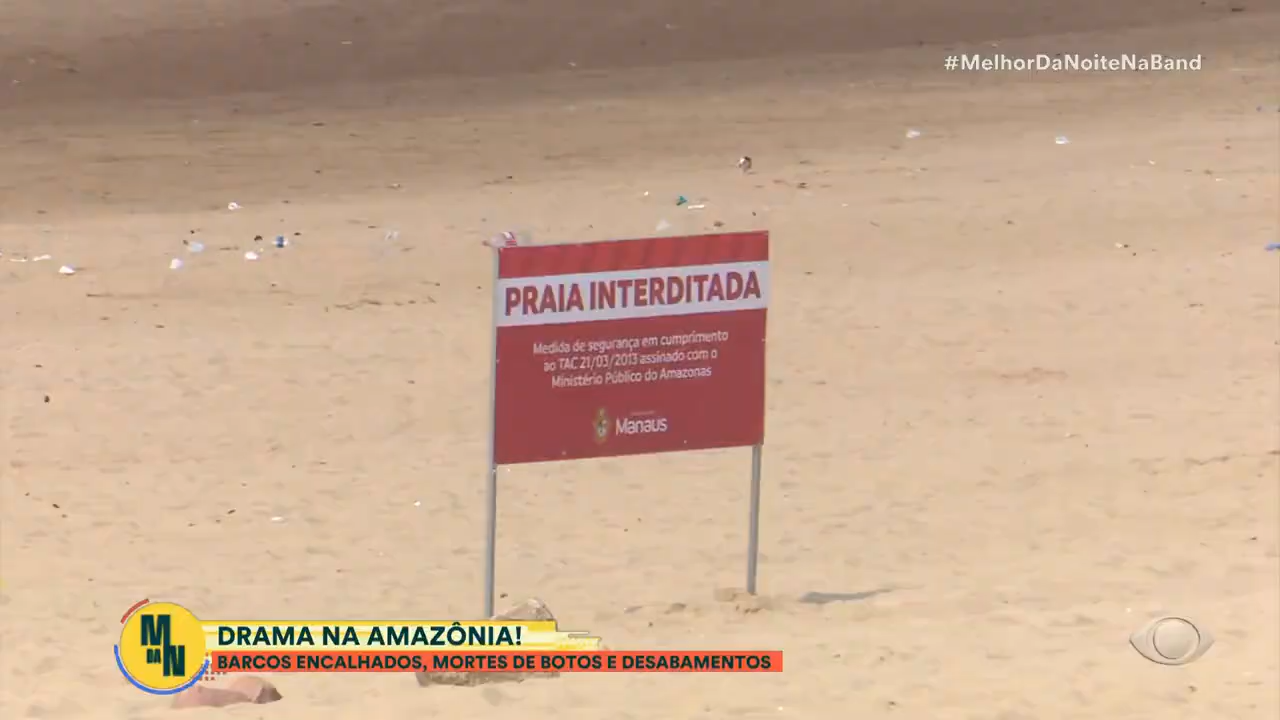 #MelhorDaNoiteNaBand
PRAIA INTERDITADA
Medida de segurança em cumprimento
ao TAC 21/03/2013 assinado com o
Ministério Público do Amazonas
Manaus
M
DA
N
DRAMA NA AMAZÔNIA!
BARCOS ENCALHADOS, MORTES DE BOTOS E DESABAMENTOS